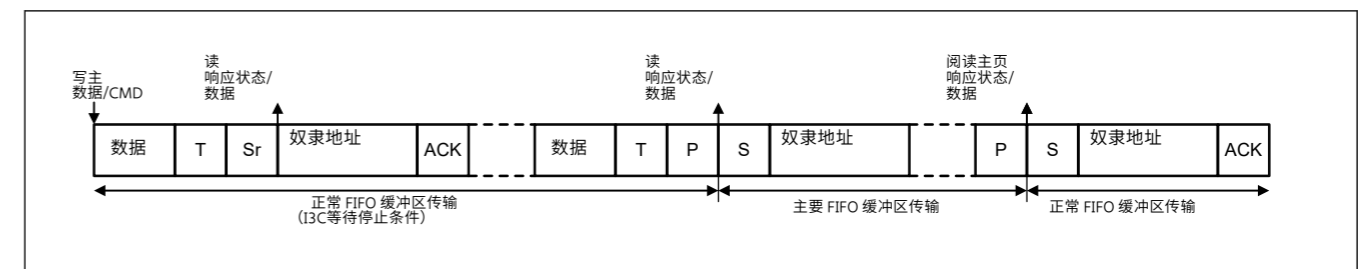 写主
数据/CMD
读
响应状态/
数据
读
响应状态/
数据
阅读主页
响应状态/
数据
数据 T Sr 奴隶地址 ACK 数据 T P S 奴隶地址 P S 奴隶地址 ACK
正常 FIFO 缓冲区传输
（I3C等待停止条件）
主要 FIFO 缓冲区传输
正常 FIFO 缓冲区传输